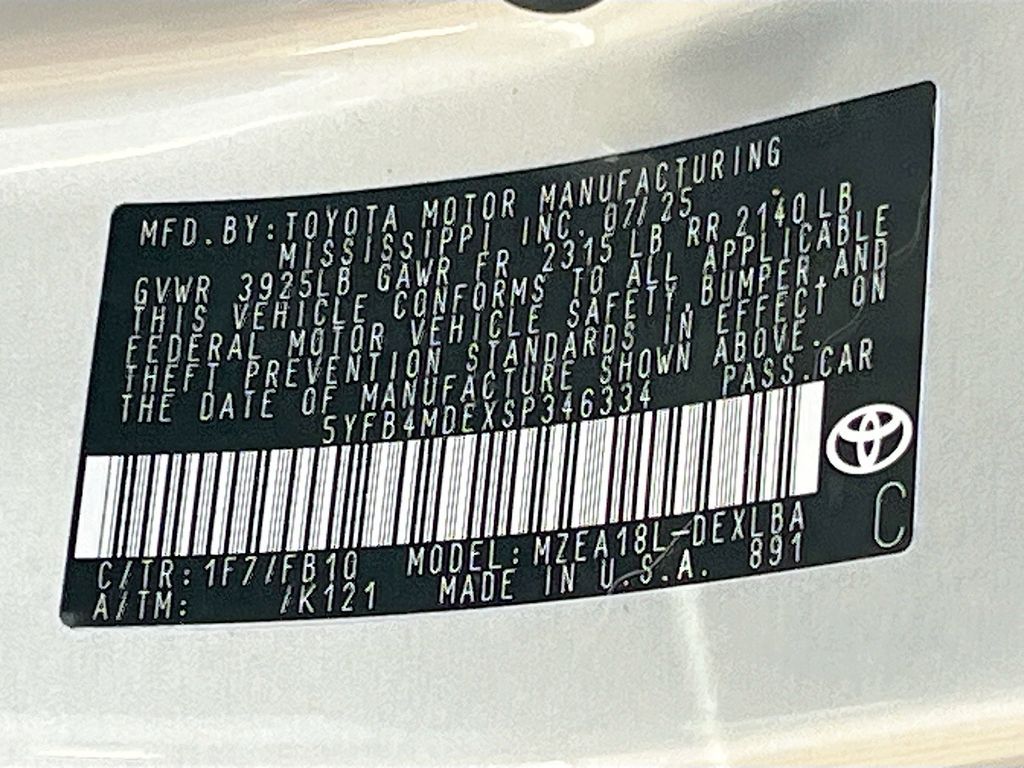 MFD.BY:TOYOTA MOTOR MANUFACTURING
MISSISSIPPI INC. 07/25
GVWR 3925LB GAWR FR 2315 LB RR 2140LB
THIS VEHICLE CONFORMS TO ALL APPLICABLE
FEDERAL MOTOR VEHICLE SAFETY,BUMPER,AND
THEFT PREVENTION STANDARDS IN EFFECT ON
THE DATE OF MANUFACTURE SHOWN ABOVE.
5YFB4MDEXSP346334 PASS.CAR
C/TR:1F7/FB10 MODEL:MZEA18L-DEXLBA
A/TM: /K121 MADE IN U.S.A. 891
C